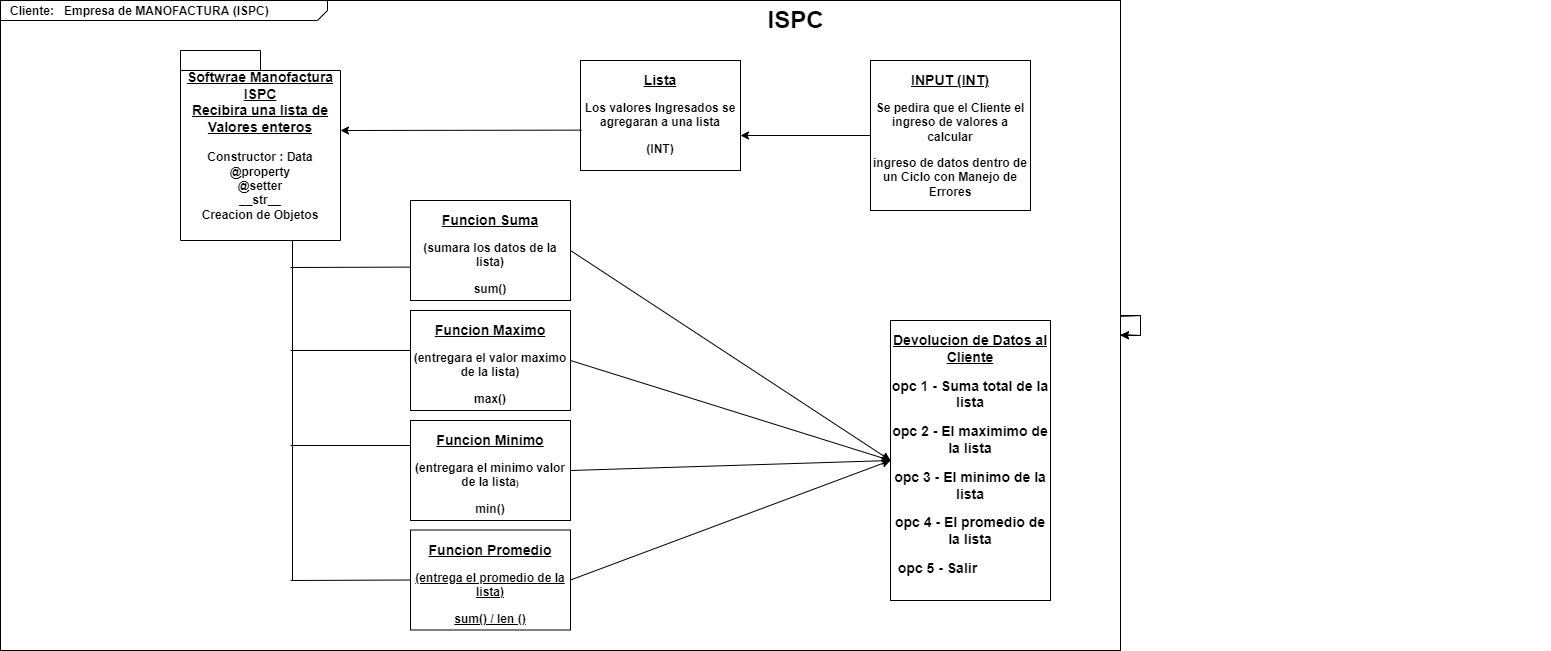 Cliente:   Empresa de MANOFACTURA (ISPC)
ISPC
Softwrae Manofactura
ISPC
Recibira una lista de
Valores enteros
Constructor : Data
@property
@setter
__str__
Creacion de Objetos
Lista
Los valores Ingresados se
agregaran a una lista
(INT)
INPUT (INT)
Se pedira que el Cliente el
ingreso de valores a
calcular
ingreso de datos dentro de
un Ciclo con Manejo de
Errores
Funcion Suma
(sumara los datos de la
lista)
sum()
Funcion Maximo
(entregara el valor maximo
de la lista)
max()
Funcion Minimo
(entregara el minimo valor
de la lista)
min()
Funcion Promedio
(entrega el promedio de la
lista)
sum() / len ()
Devolucion de Datos al
Cliente
opc 1 - Suma total de la
lista
opc 2 - El maximimo de
la lista
opc 3 - El minimo de la
lista
opc 4 - El promedio de
la lista
opc 5 - Salir